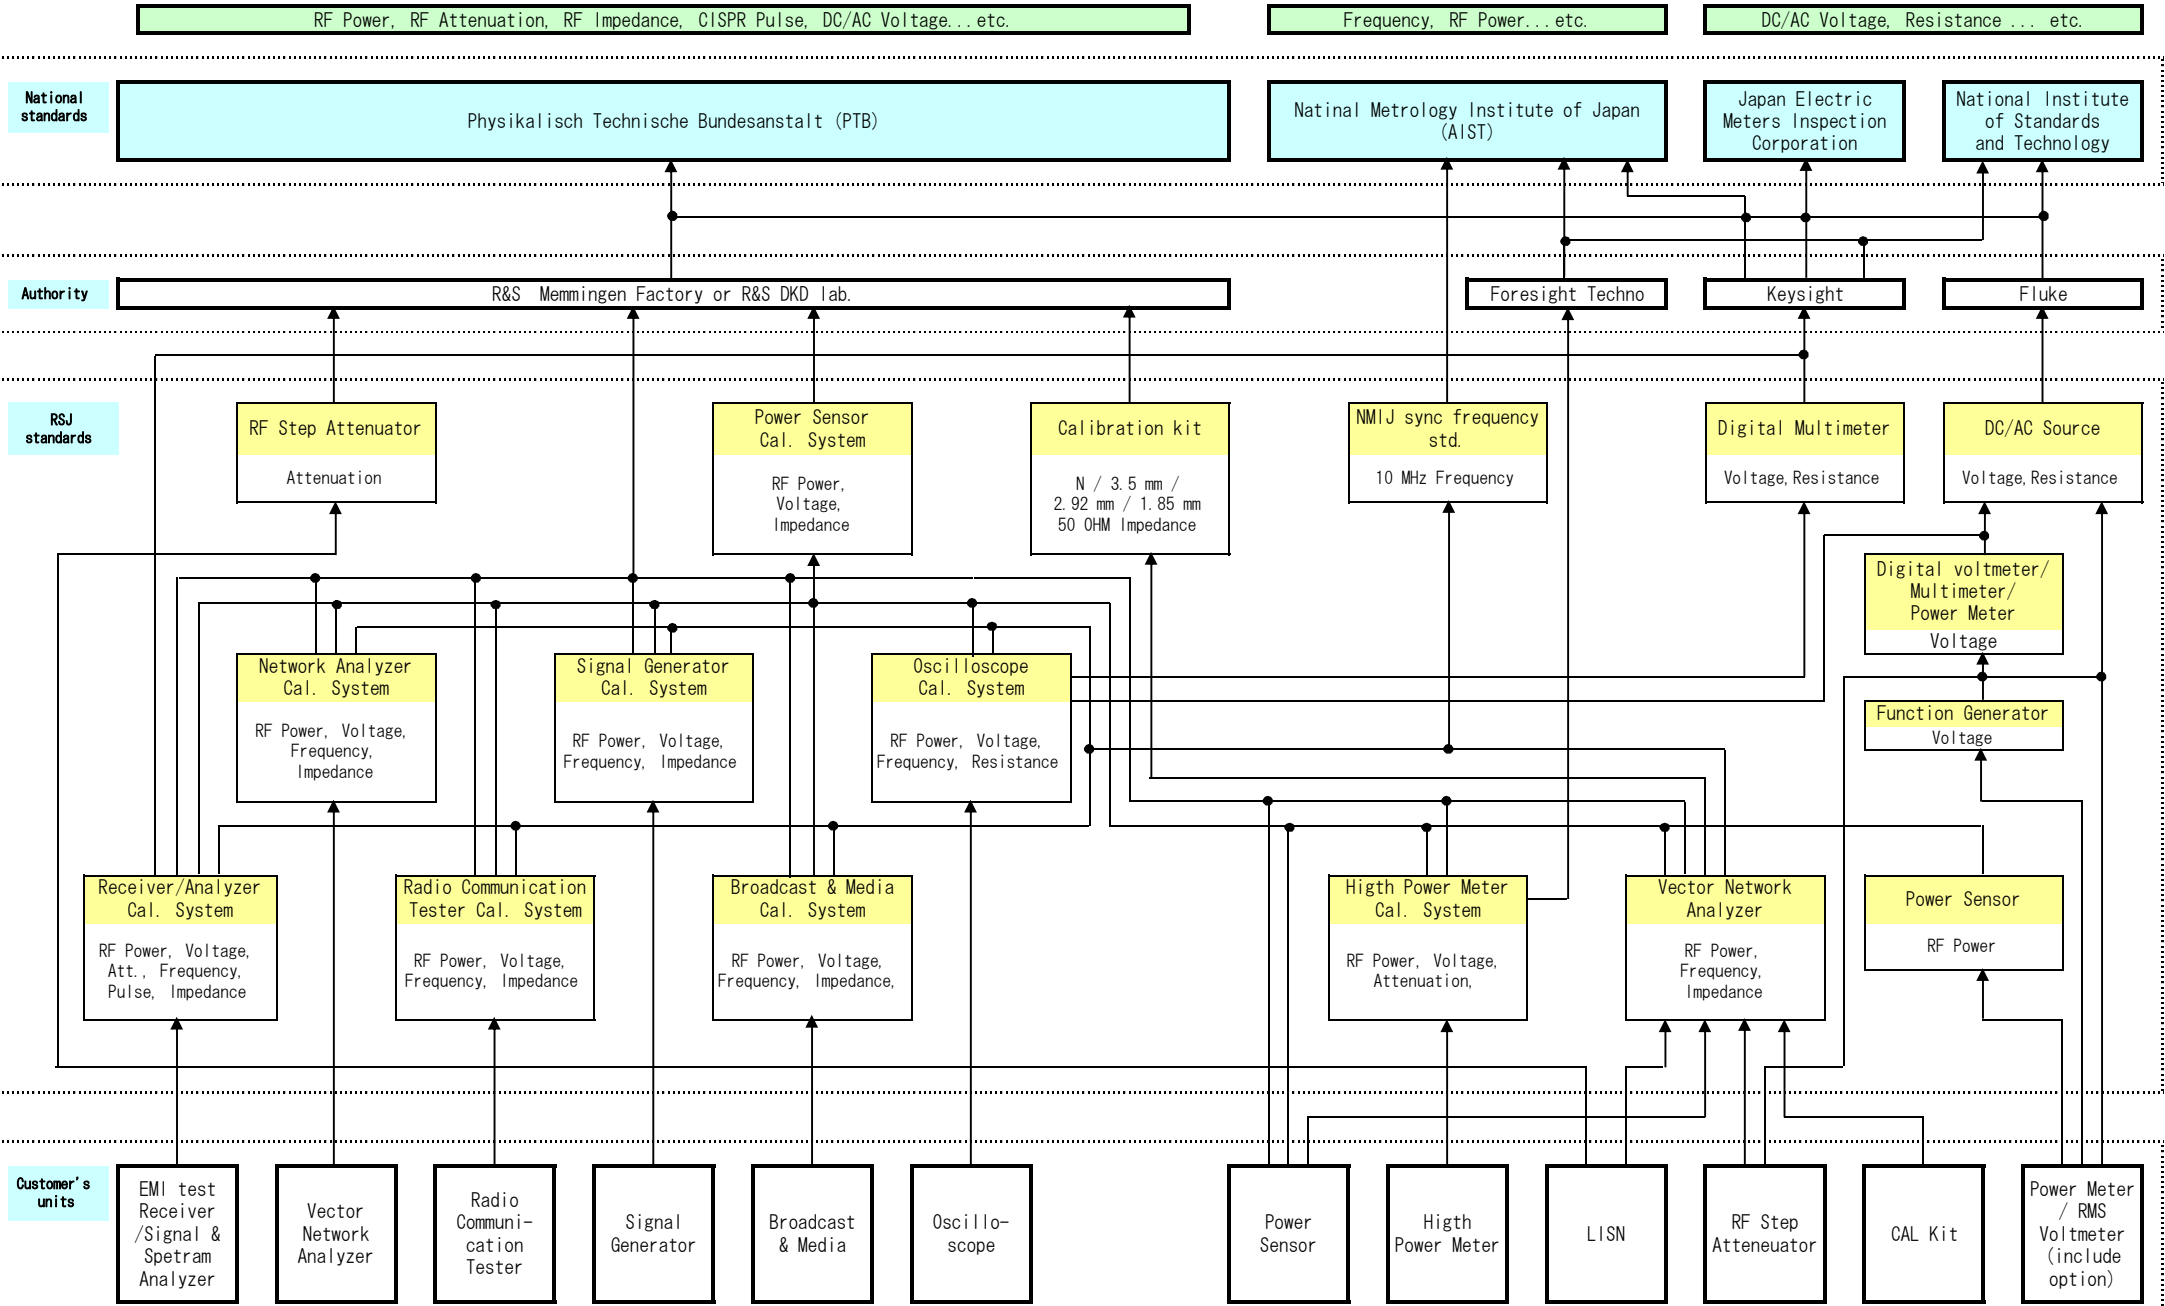 RF Power, RF Attenuation, RF Impedance, CISPR Pulse, DC/AC Voltage...etc.
Frequency, RF Power...etc.
DC/AC Voltage, Resistance ... etc.
National
standards
Physikalisch Technische Bundesanstalt (PTB)
Natinal Metrology Institute of Japan
(AIST)
Japan Electric
Meters Inspection
Corporation
National Institute
of Standards
and Technology
Authority
R&S Memmingen Factory or R&S DKD lab.
Foresight Techno
Keysight
Fluke
RSJ
standards
RF Step Attenuator
Attenuation
Power Sensor
Cal. System
RF Power,
Voltage,
Impedance
Calibration kit
N / 3.5 mm /
2.92 mm / 1.85 mm
50 OHM Impedance
NMIJ sync frequency
std.
10 MHz Frequency
Digital Multimeter
Voltage, Resistance
DC/AC Source
Voltage, Resistance
Digital voltmeter/
Multimeter/
Power Meter
Voltage
Network Analyzer
Cal. System
RF Power, Voltage,
Frequency,
Impedance
Signal Generator
Cal. System
RF Power, Voltage,
Frequency, Impedance
Oscilloscope
Cal. System
RF Power, Voltage,
Frequency, Resistance
Function Generator
Voltage
Receiver/Analyzer
Cal. System
RF Power, Voltage,
Att., Frequency,
Pulse, Impedance
Radio Communication
Tester Cal. System
RF Power, Voltage,
Frequency, Impedance
Broadcast & Media
Cal. System
RF Power, Voltage,
Frequency, Impedance,
Higth Power Meter
Cal. System
RF Power, Voltage,
Attenuation,
Vector Network
Analyzer
RF Power,
Frequency,
Impedance
Power Sensor
RF Power
Customer's
units
EMI test
Receiver
/Signal &
Spetram
Analyzer
Vector
Network
Analyzer
Radio
Communi-
cation
Tester
Signal
Generator
Broadcast
& Media
Oscillo-
scope
Power
Sensor
Higth
Power Meter
LISN
RF Step
Atteneuator
CAL Kit
Power Meter
/ RMS
Voltmeter
(include
option)